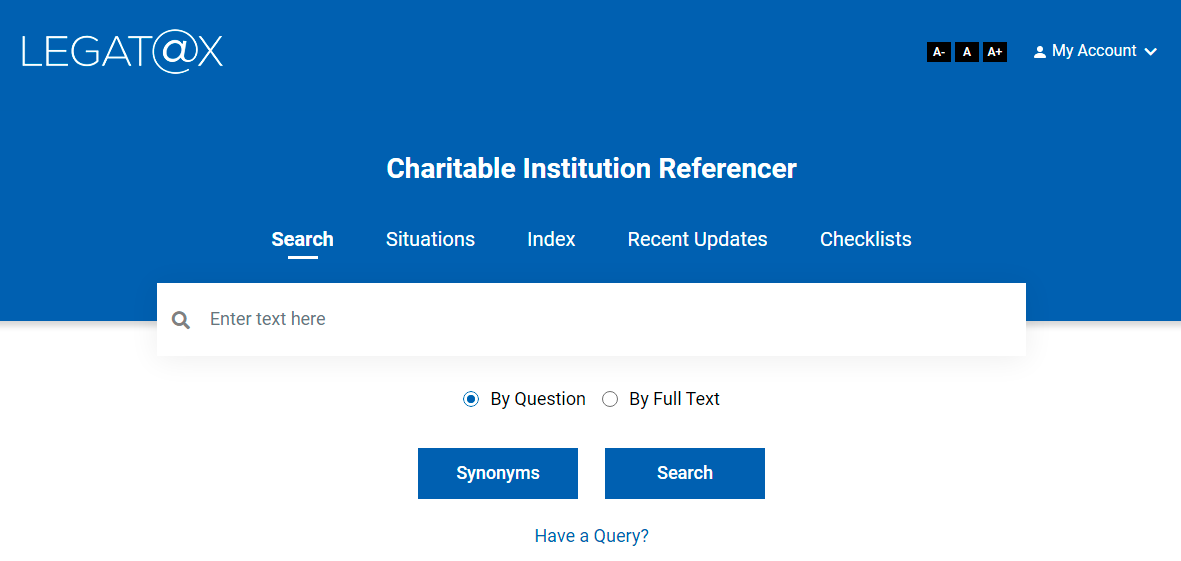 LEGAT@X
A- A A+ My Account
Charitable Institution Referencer
Search Situations Index Recent Updates Checklists
Enter text here
By Question By Full Text
Synonyms Search
Have a Query?